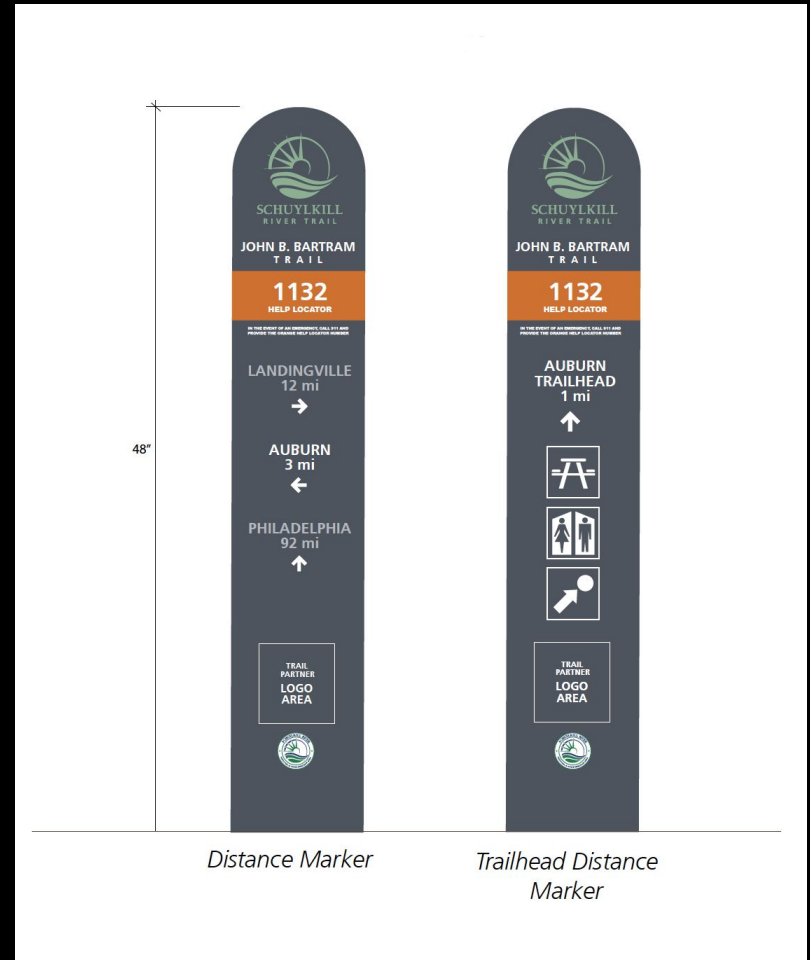 SCHUYLKILL
RIVER TRAIL
JOHN B. BARTRAM
TRAIL
1132
HELP LOCATOR
IN THE EVENT OF AN EMERGENCY, CALL 911 AND
PROVIDE THE ORANGE HELP LOCATOR NUMBER
LANDINGVILLE
12 mi
AUBURN
3 mi
PHILADELPHIA
92 mi
TRAIL
PARTNER
LOGO
AREA
48"
Distance Marker
SCHUYLKILL
RIVER TRAIL
JOHN B. BARTRAM
TRAIL
1132
HELP LOCATOR
IN THE EVENT OF AN EMERGENCY, CALL 911 AND
PROVIDE THE ORANGE HELP LOCATOR NUMBER
AUBURN
TRAILHEAD
1 mi
TRAIL
PARTNER
LOGO
AREA
Trailhead Distance
Marker